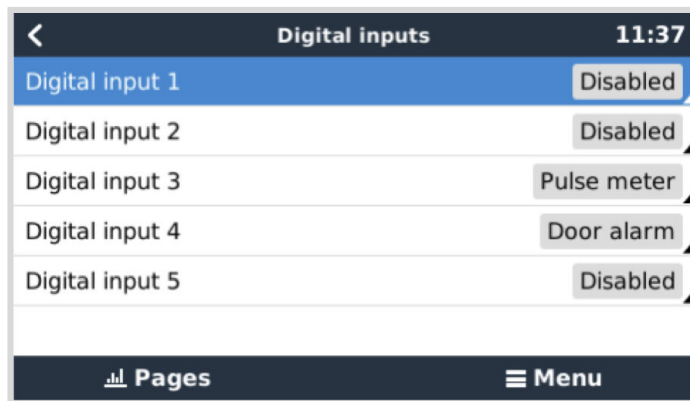 Digital inputs 11:37
Digital input 1 Disabled
Digital input 2 Disabled
Digital input 3 Pulse meter
Digital input 4 Door alarm
Digital input 5 Disabled
Pages Menu